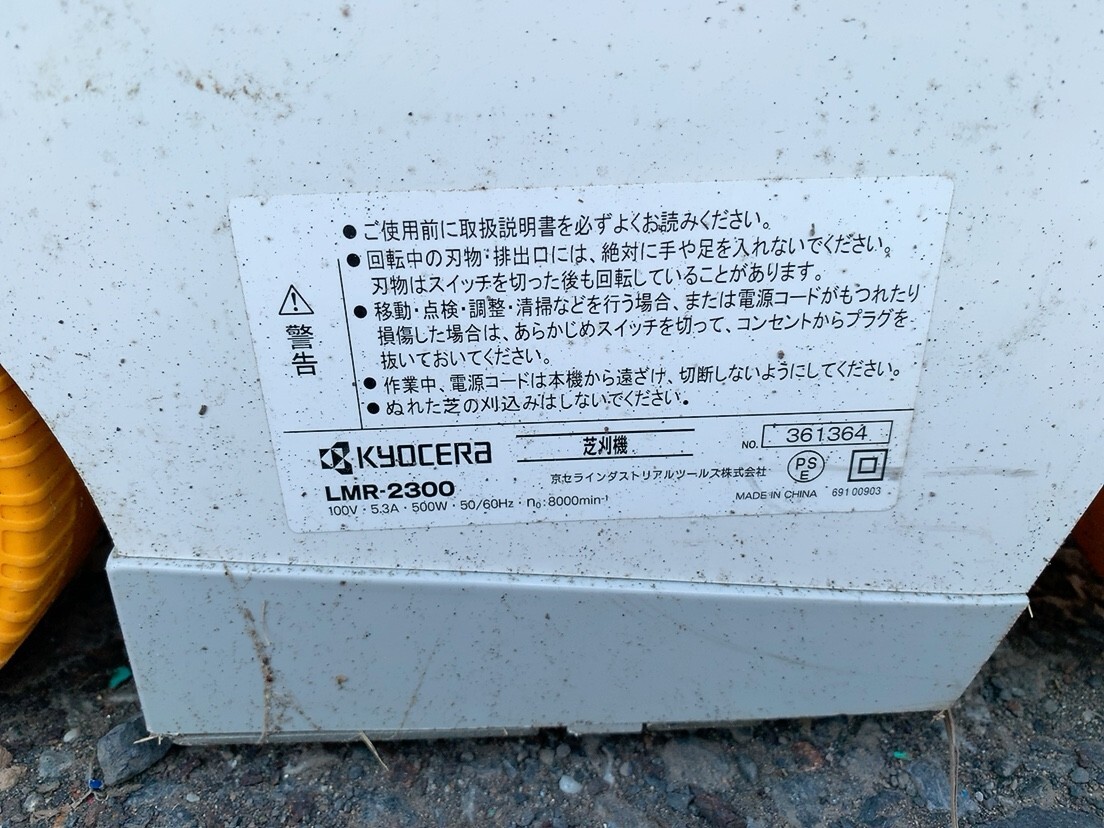 ●ご使用前に取扱説明書を必ずよくお読みください。
●回転中の刃物・排出口には、絶対に手や足を入れないでください。
刃物はスイッチを切った後も回転していることがあります。
●移動・点検・調整・清掃などを行う場合、または電源コードがもつれたり
損傷した場合は、あらかじめスイッチを切って、コンセントからプラグを
抜いておいてください。
●作業中、電源コードは本機から遠ざけ、切断しないようにしてください。
●ぬれた芝の刈込みはしないでください。
警告
KYOCERA
芝刈機
NO. 361364
LMR-2300
京セラインダストリアルツールズ株式会社
PSE
100V・5.3A・500W・50/60Hz・n₀:8000min⁻¹
MADE IN CHINA 691 00903